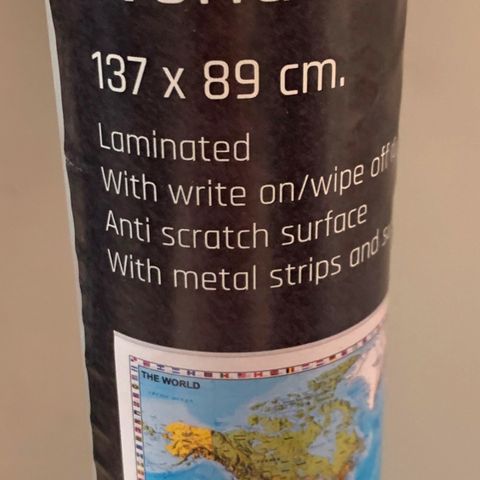 137 x 89 cm.
Laminated
With write on/wipe off
Anti scratch surface
With metal strips and
THE WORLD